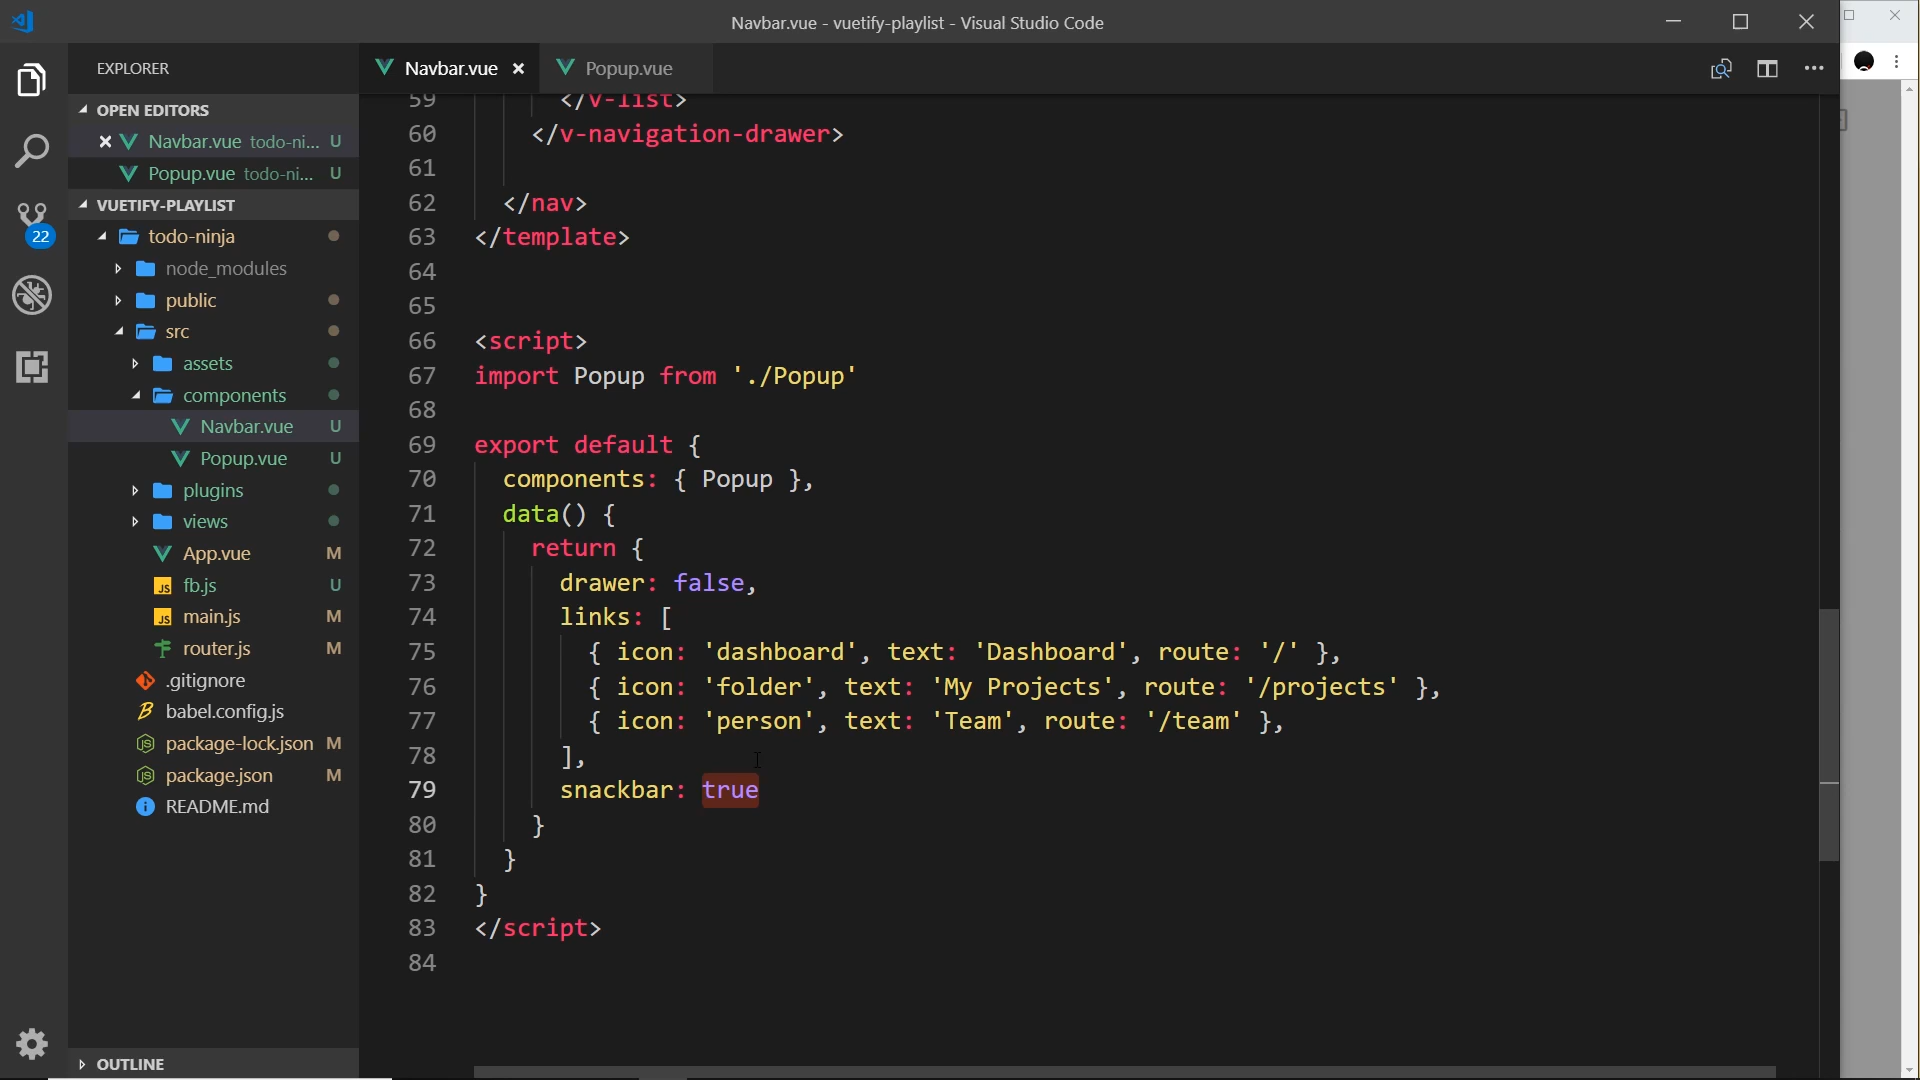 Navbar.vue - vuetify-playlist - Visual Studio Code
EXPLORER
OPEN EDITORS
Navbar.vue todo-ni... U
Popup.vue todo-ni... U
VUETIFY-PLAYLIST
todo-ninja
node_modules
public
src
assets
components
Navbar.vue U
Popup.vue U
plugins
views
App.vue M
JS fb.js U
JS main.js M
router.js M
.gitignore
babel.config.js
package-lock.json M
package.json M
README.md
OUTLINE
22
Navbar.vue
Popup.vue
59 </v-list>
60 </v-navigation-drawer>
61
62 </nav>
63 </template>
64
65
66 <script>
67 import Popup from './Popup'
68
69 export default {
70 components: { Popup },
71 data() {
72 return {
73 drawer: false,
74 links: [
75 { icon: 'dashboard', text: 'Dashboard', route: '/' },
76 { icon: 'folder', text: 'My Projects', route: '/projects' },
77 { icon: 'person', text: 'Team', route: '/team' },
78 ],
79 snackbar: true
80 }
81 }
82 }
83 </script>
84